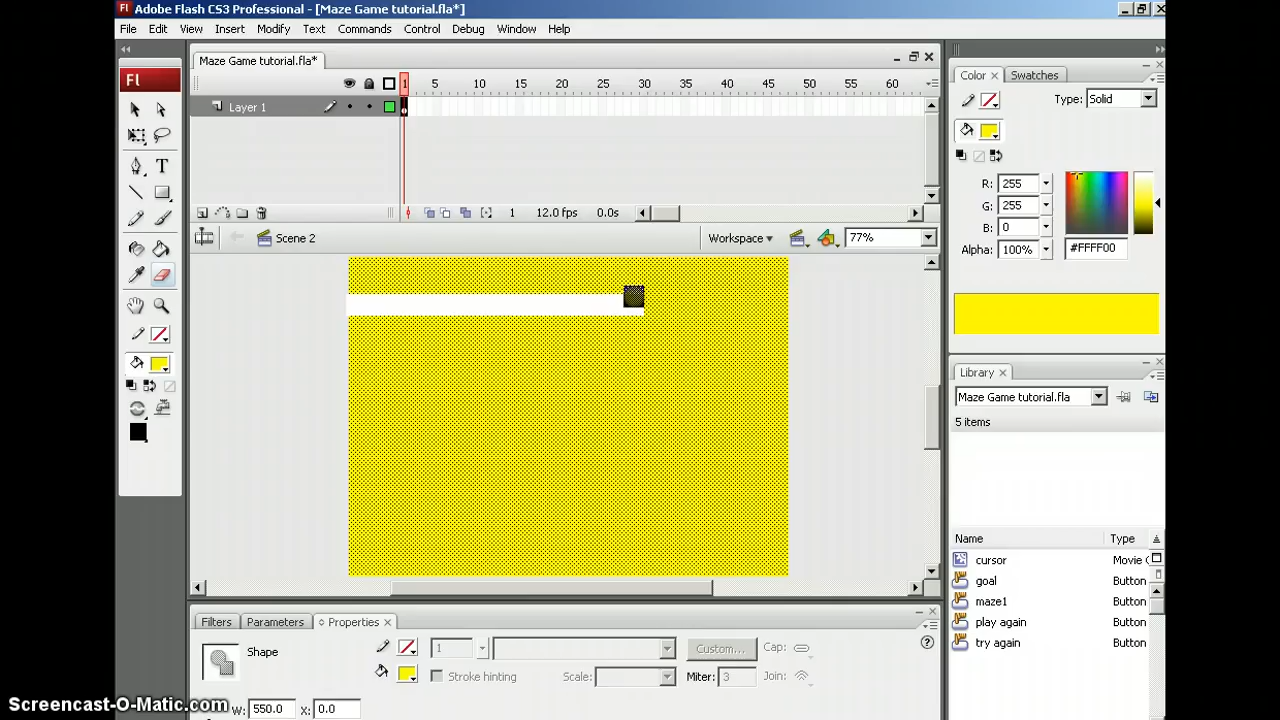 Fl Adobe Flash CS3 Professional - [Maze Game tutorial.fla*]
File Edit View Insert Modify Text Commands Control Debug Window Help
Maze Game tutorial.fla*
1 5 10 15 20 25 30 35 40 45 50 55 60
Layer 1
1 12.0 fps 0.0s
Scene 2 Workspace 77%
Fl
T
Color Swatches
Type: Solid
R: 255
G: 255
B: 0
Alpha: 100% #FFFF00
Library
Maze Game tutorial.fla
5 items
Name Type
cursor Movie
goal Button
maze1 Button
play again Button
try again Button
Filters Parameters Properties
Shape 1 Custom... Cap:
Stroke hinting Scale: Miter: 3 Join:
W: 550.0 X: 0.0
Screencast-O-Matic.com